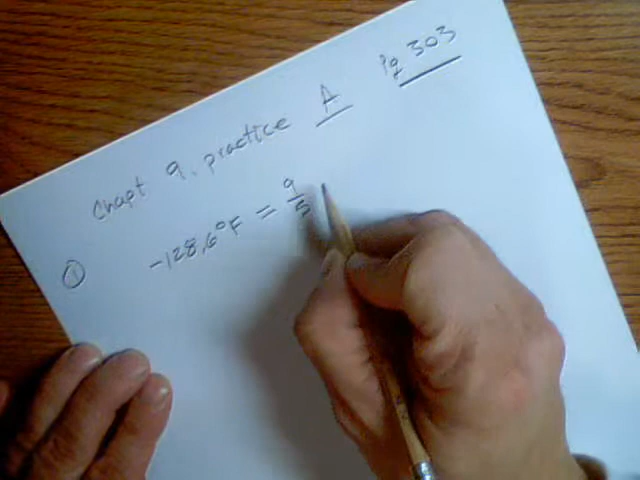 Chapt 9, practice A Pg 303
① -128.6°F = 9/5